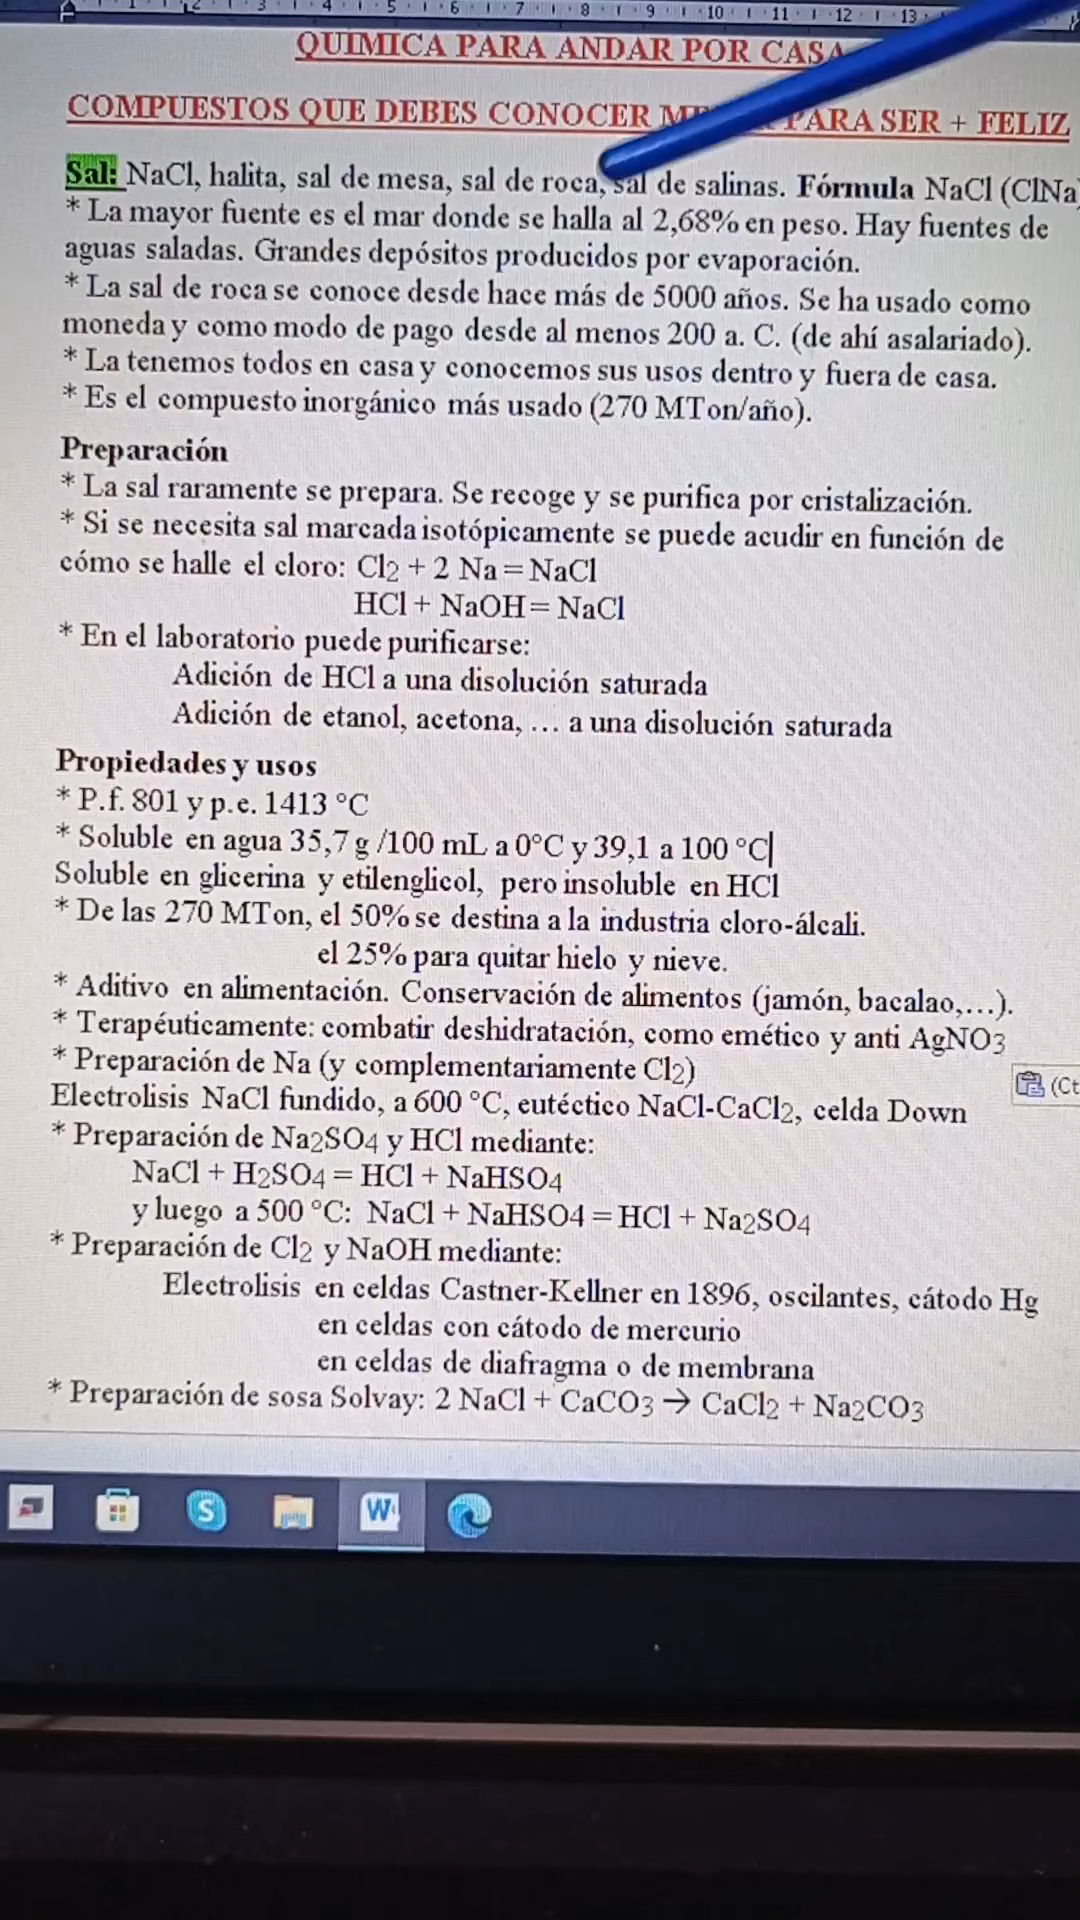 1 2 3 4 5 6 7 8 9 10 11 12 13
QUIMICA PARA ANDAR POR CASA
COMPUESTOS QUE DEBES CONOCER PARA SER + FELIZ
Sal: NaCl, halita, sal de mesa, sal de roca, sal de salinas. Fórmula NaCl (ClNa)
* La mayor fuente es el mar donde se halla al 2,68% en peso. Hay fuentes de
aguas saladas. Grandes depósitos producidos por evaporación.
* La sal de roca se conoce desde hace más de 5000 años. Se ha usado como
moneda y como modo de pago desde al menos 200 a. C. (de ahí asalariado).
* La tenemos todos en casa y conocemos sus usos dentro y fuera de casa.
* Es el compuesto inorgánico más usado (270 MTon/año).
Preparación
* La sal raramente se prepara. Se recoge y se purifica por cristalización.
* Si se necesita sal marcada isotópicamente se puede acudir en función de
cómo se halle el cloro: Cl2 + 2 Na = NaCl
HCl + NaOH = NaCl
* En el laboratorio puede purificarse:
Adición de HCl a una disolución saturada
Adición de etanol, acetona, … a una disolución saturada
Propiedades y usos
* P.f. 801 y p.e. 1413 °C
* Soluble en agua 35,7 g /100 mL a 0°C y 39,1 a 100 °C
Soluble en glicerina y etilenglicol, pero insoluble en HCl
* De las 270 MTon, el 50% se destina a la industria cloro-álcali.
el 25% para quitar hielo y nieve.
* Aditivo en alimentación. Conservación de alimentos (jamón, bacalao,…).
* Terapéuticamente: combatir deshidratación, como emético y anti AgNO3
* Preparación de Na (y complementariamente Cl2)
(Ct
Electrolisis NaCl fundido, a 600 °C, eutéctico NaCl-CaCl2, celda Down
* Preparación de Na2SO4 y HCl mediante:
NaCl + H2SO4 = HCl + NaHSO4
y luego a 500 °C: NaCl + NaHSO4 = HCl + Na2SO4
* Preparación de Cl2 y NaOH mediante:
Electrolisis en celdas Castner-Kellner en 1896, oscilantes, cátodo Hg
en celdas con cátodo de mercurio
en celdas de diafragma o de membrana
* Preparación de sosa Solvay: 2 NaCl + CaCO3 → CaCl2 + Na2CO3
S
W